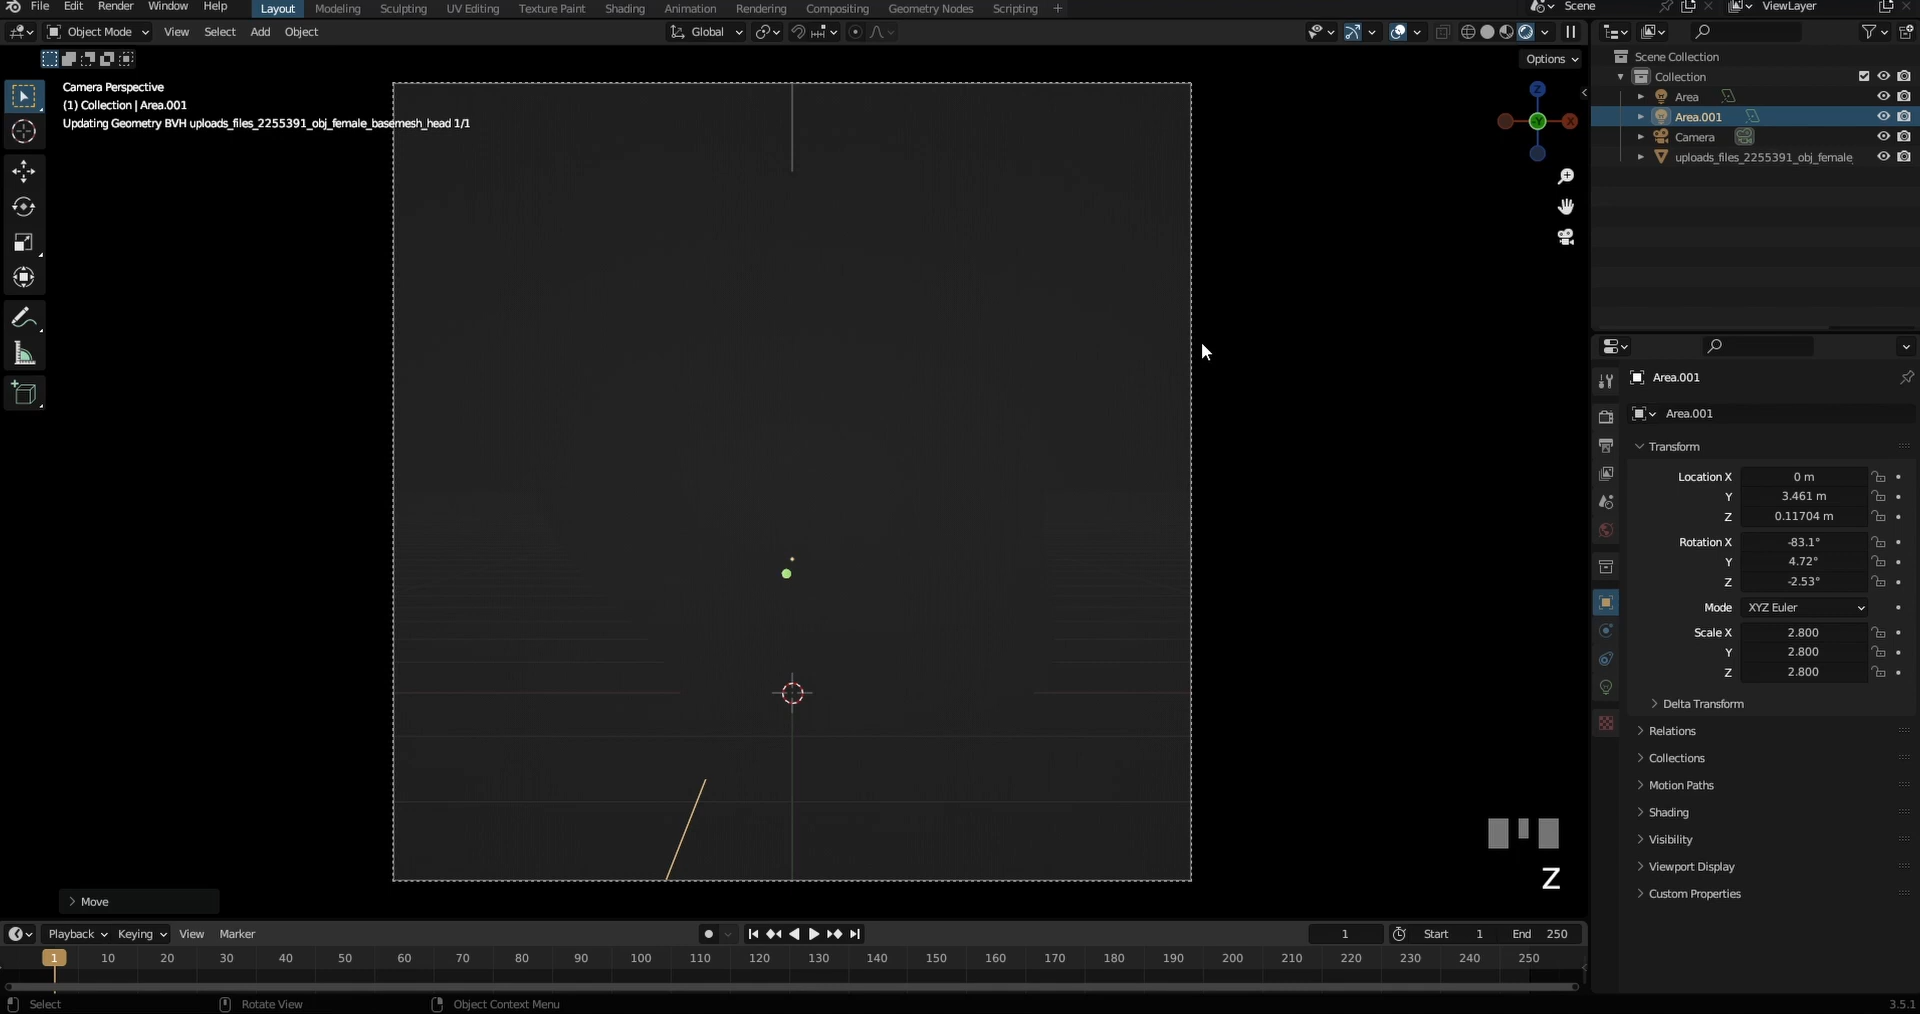 File Edit Render Window Help Layout Modeling Sculpting UV Editing Texture Paint Shading Animation Rendering Compositing Geometry Nodes Scripting + Scene ViewLayer
Object Mode View Select Add Object Global
Options
Camera Perspective
(1) Collection | Area.001
Updating Geometry BVH uploads_files_2255391_obj_female_basemesh_head 1/1
Z
X
-Y
Scene Collection
Collection
Area
Area.001
Camera
uploads_files_2255391_obj_female
Area.001
Area.001
Transform
Location X 0 m
Y 3.461 m
Z 0.11704 m
Rotation X -83.1°
Y 4.72°
Z -2.53°
Mode XYZ Euler
Scale X 2.800
Y 2.800
Z 2.800
Delta Transform
Relations
Collections
Motion Paths
Shading
Visibility
Viewport Display
Custom Properties
Z
Move
Playback Keying View Marker 1 Start 1 End 250
1 10 20 30 40 50 60 70 80 90 100 110 120 130 140 150 160 170 180 190 200 210 220 230 240 250
Select Rotate View Object Context Menu 3.5.1